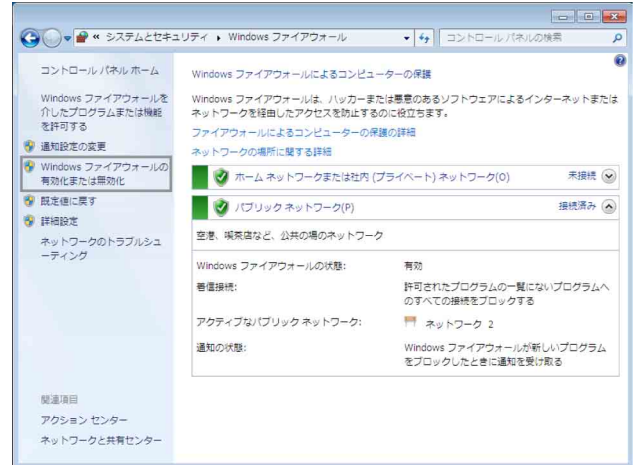 システムとセキュリティ
Windows ファイアウォール
コントロール パネルの検索
コントロール パネル ホーム
Windows ファイアウォールを
介したプログラムまたは機能
を許可する
通知設定の変更
Windows ファイアウォールの
有効化または無効化
既定値に戻す
詳細設定
ネットワークのトラブルシュ
ーティング
Windows ファイアウォールによるコンピューターの保護
Windows ファイアウォールは、ハッカーまたは悪意のあるソフトウェアによるインターネットまたは
ネットワークを経由したアクセスを防止するのに役立ちます。
ファイアウォールによるコンピューターの保護の詳細
ネットワークの場所に関する詳細
ホーム ネットワークまたは社内 (プライベート) ネットワーク(O)
未接続
パブリック ネットワーク(P)
接続済み
空港、喫茶店など、公共の場のネットワーク
Windows ファイアウォールの状態:
有効
着信接続:
許可されたプログラムの一覧にないプログラムへ
のすべての接続をブロックする
アクティブなパブリック ネットワーク:
ネットワーク 2
通知の状態:
Windows ファイアウォールが新しいプログラム
をブロックしたときに通知を受け取る
関連項目
アクション センター
ネットワークと共有センター